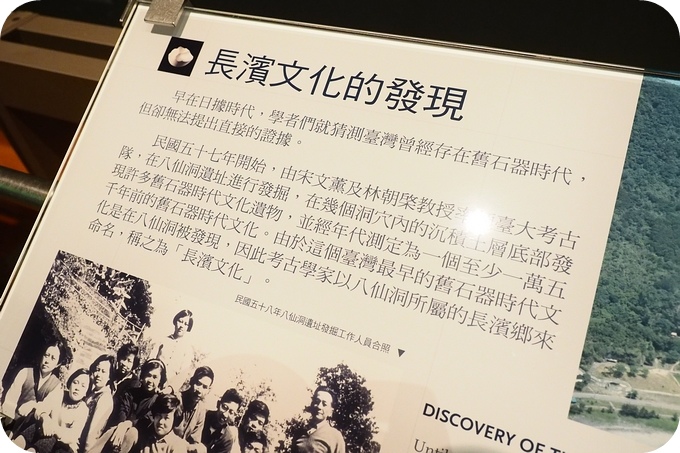 長濱文化的發現
早在日據時代，學者們就猜測臺灣曾經存在舊石器時代，
但卻無法提出直接的證據。
民國五十七年開始，由宋文薰及林朝棨教授 臺大考古
隊，在八仙洞遺址進行發掘，在幾個洞穴內的沉積土層底部發
現許多舊石器時代文化遺物，並經年代測定為一個至少一萬五
千年前的舊石器時代文化。由於這個臺灣最早的舊石器時代文
化是在八仙洞被發現，因此考古學家以八仙洞所屬的長濱鄉來
命名，稱之為「長濱文化」。
民國五十八年八仙洞遺址發掘工作人員合照 ▼
DISCOVERY OF
Until